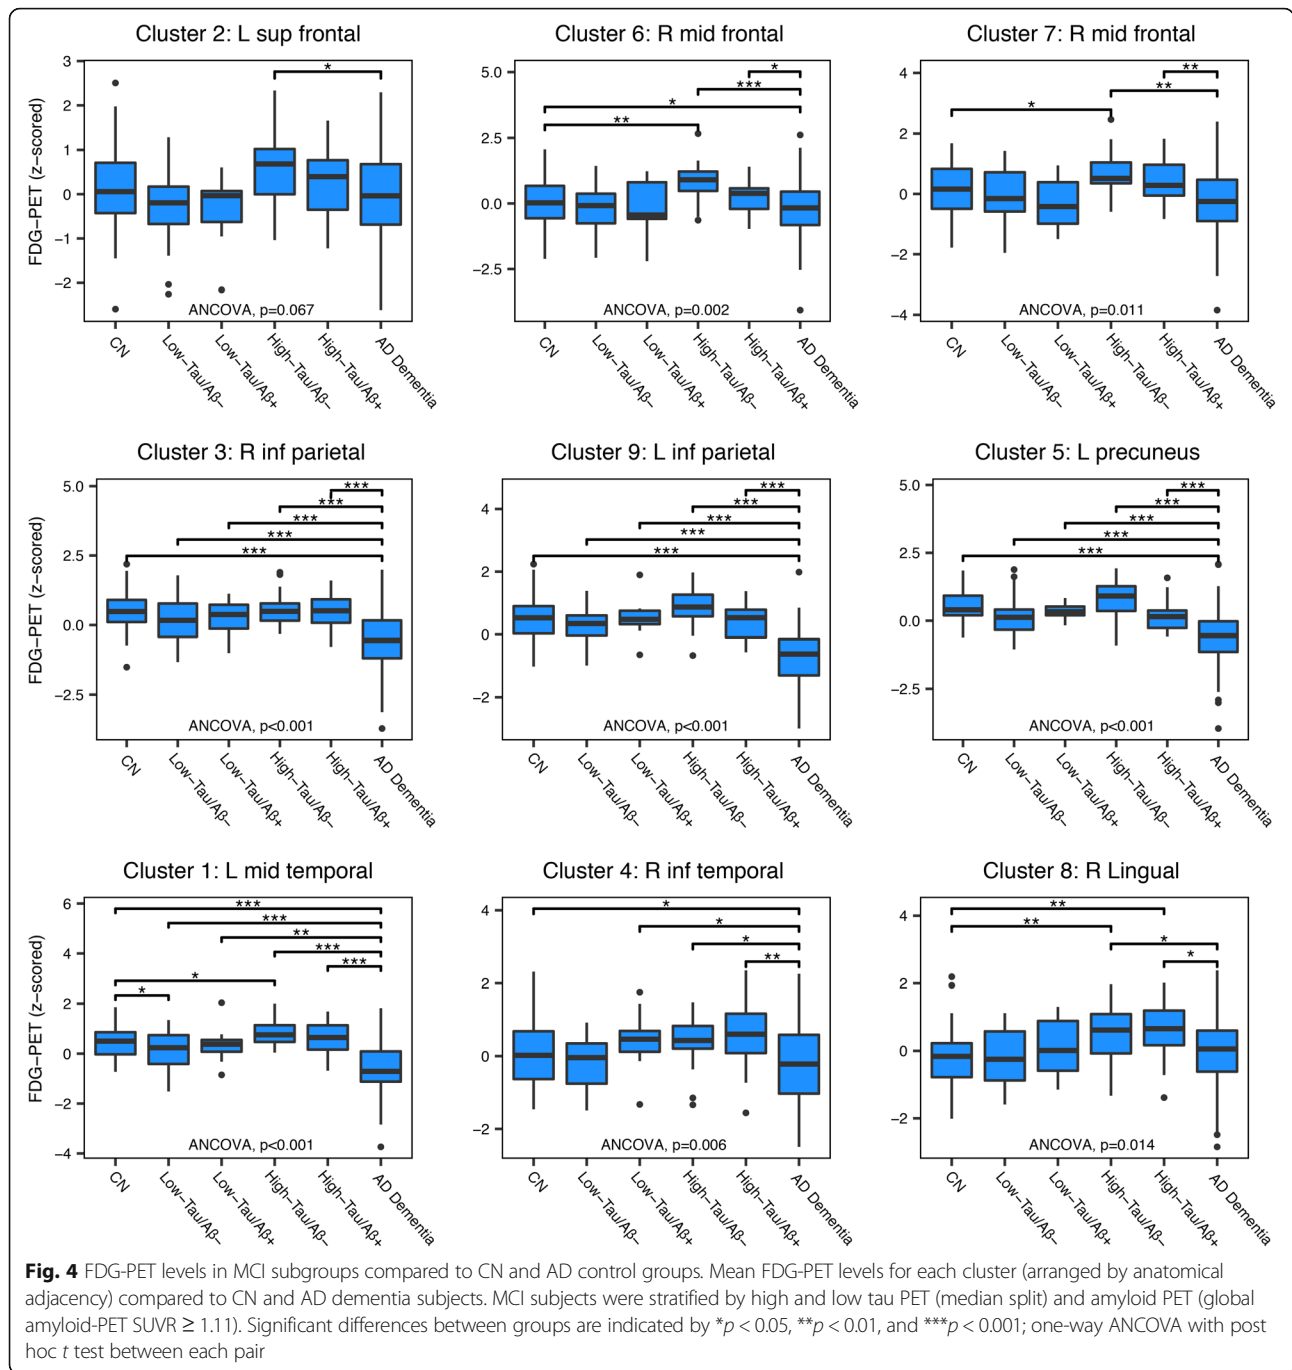 Cluster 2: L sup frontal
FDG−PET (z−scored)
3
2
1
0
−1
−2
*
ANCOVA, p=0.067
CN
Low−Tau/Aβ−
Low−Tau/Aβ+
High−Tau/Aβ−
High−Tau/Aβ+
AD Dementia
Cluster 6: R mid frontal
5.0
2.5
0.0
−2.5
*
***
*
**
ANCOVA, p=0.002
CN
Low−Tau/Aβ−
Low−Tau/Aβ+
High−Tau/Aβ−
High−Tau/Aβ+
AD Dementia
Cluster 7: R mid frontal
4
2
0
−2
−4
**
**
*
ANCOVA, p=0.011
CN
Low−Tau/Aβ−
Low−Tau/Aβ+
High−Tau/Aβ−
High−Tau/Aβ+
AD Dementia
Cluster 3: R inf parietal
FDG−PET (z−scored)
5.0
2.5
0.0
−2.5
***
***
***
***
***
ANCOVA, p<0.001
CN
Low−Tau/Aβ−
Low−Tau/Aβ+
High−Tau/Aβ−
High−Tau/Aβ+
AD Dementia
Cluster 9: L inf parietal
4
2
0
−2
***
***
***
***
***
ANCOVA, p<0.001
CN
Low−Tau/Aβ−
Low−Tau/Aβ+
High−Tau/Aβ−
High−Tau/Aβ+
AD Dementia
Cluster 5: L precuneus
5.0
2.5
0.0
−2.5
***
***
***
***
***
ANCOVA, p<0.001
CN
Low−Tau/Aβ−
Low−Tau/Aβ+
High−Tau/Aβ−
High−Tau/Aβ+
AD Dementia
Cluster 1: L mid temporal
FDG−PET (z−scored)
6
4
2
0
−2
−4
***
***
**
***
***
*
*
ANCOVA, p<0.001
CN
Low−Tau/Aβ−
Low−Tau/Aβ+
High−Tau/Aβ−
High−Tau/Aβ+
AD Dementia
Cluster 4: R inf temporal
4
2
0
−2
*
*
*
**
ANCOVA, p=0.006
CN
Low−Tau/Aβ−
Low−Tau/Aβ+
High−Tau/Aβ−
High−Tau/Aβ+
AD Dementia
Cluster 8: R Lingual
4
2
0
−2
**
**
*
*
ANCOVA, p=0.014
CN
Low−Tau/Aβ−
Low−Tau/Aβ+
High−Tau/Aβ−
High−Tau/Aβ+
AD Dementia
Fig. 4 FDG-PET levels in MCI subgroups compared to CN and AD control groups. Mean FDG-PET levels for each cluster (arranged by anatomical
adjacency) compared to CN and AD dementia subjects. MCI subjects were stratified by high and low tau PET (median split) and amyloid PET (global
amyloid-PET SUVR ≥ 1.11). Significant differences between groups are indicated by *p < 0.05, **p < 0.01, and ***p < 0.001; one-way ANCOVA with post
hoc t test between each pair